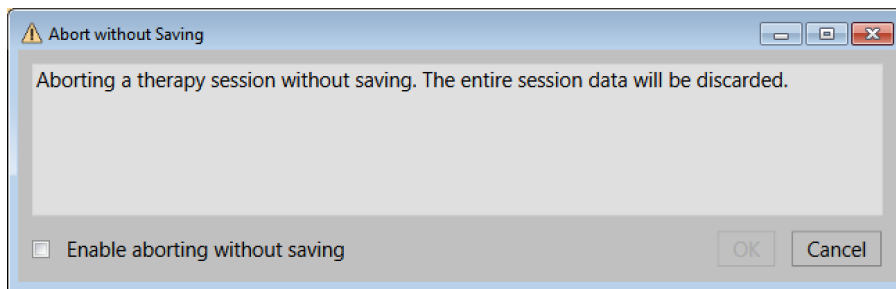 Abort without Saving
Aborting a therapy session without saving. The entire session data will be discarded.
Enable aborting without saving
OK
Cancel